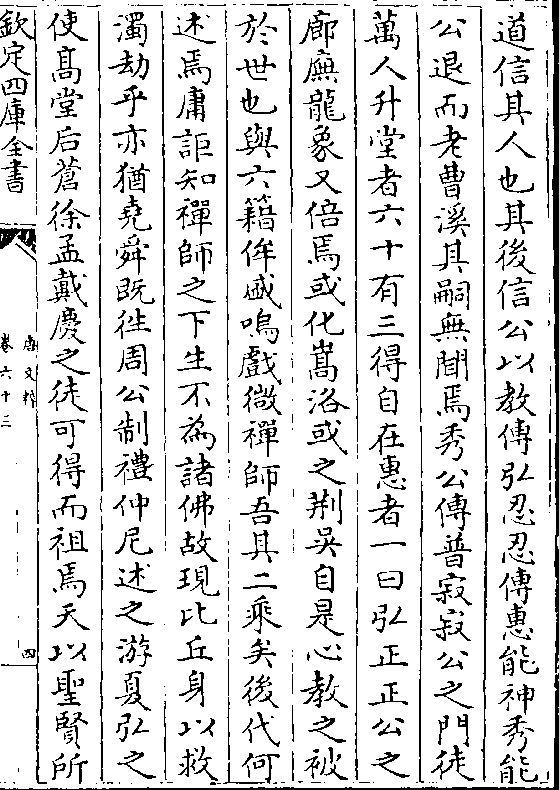 道信其人也其後信公以教傳弘忍忍傳惠能神秀能
公退而老曹溪其嗣無聞焉秀公傳普寂寂公之門徒
萬人升堂者六十有三得自在惠者一曰弘正正公之
廊廡龍象又倍焉或化嵩洛或之荆吳自是心教之被
於世也與六籍侔盛嗚戲微禪師吾其二乘矣後代何
述焉庸詎知禪師之下生不為諸佛故現比丘身以救
濁劫乎亦猶堯舜既往周公制禮仲尼述之游夏弘之
使髙堂后蒼徐孟戴慶之徒可得而祖焉天以聖賢所
欽定四庫全書
唐文粹
卷六十三
四